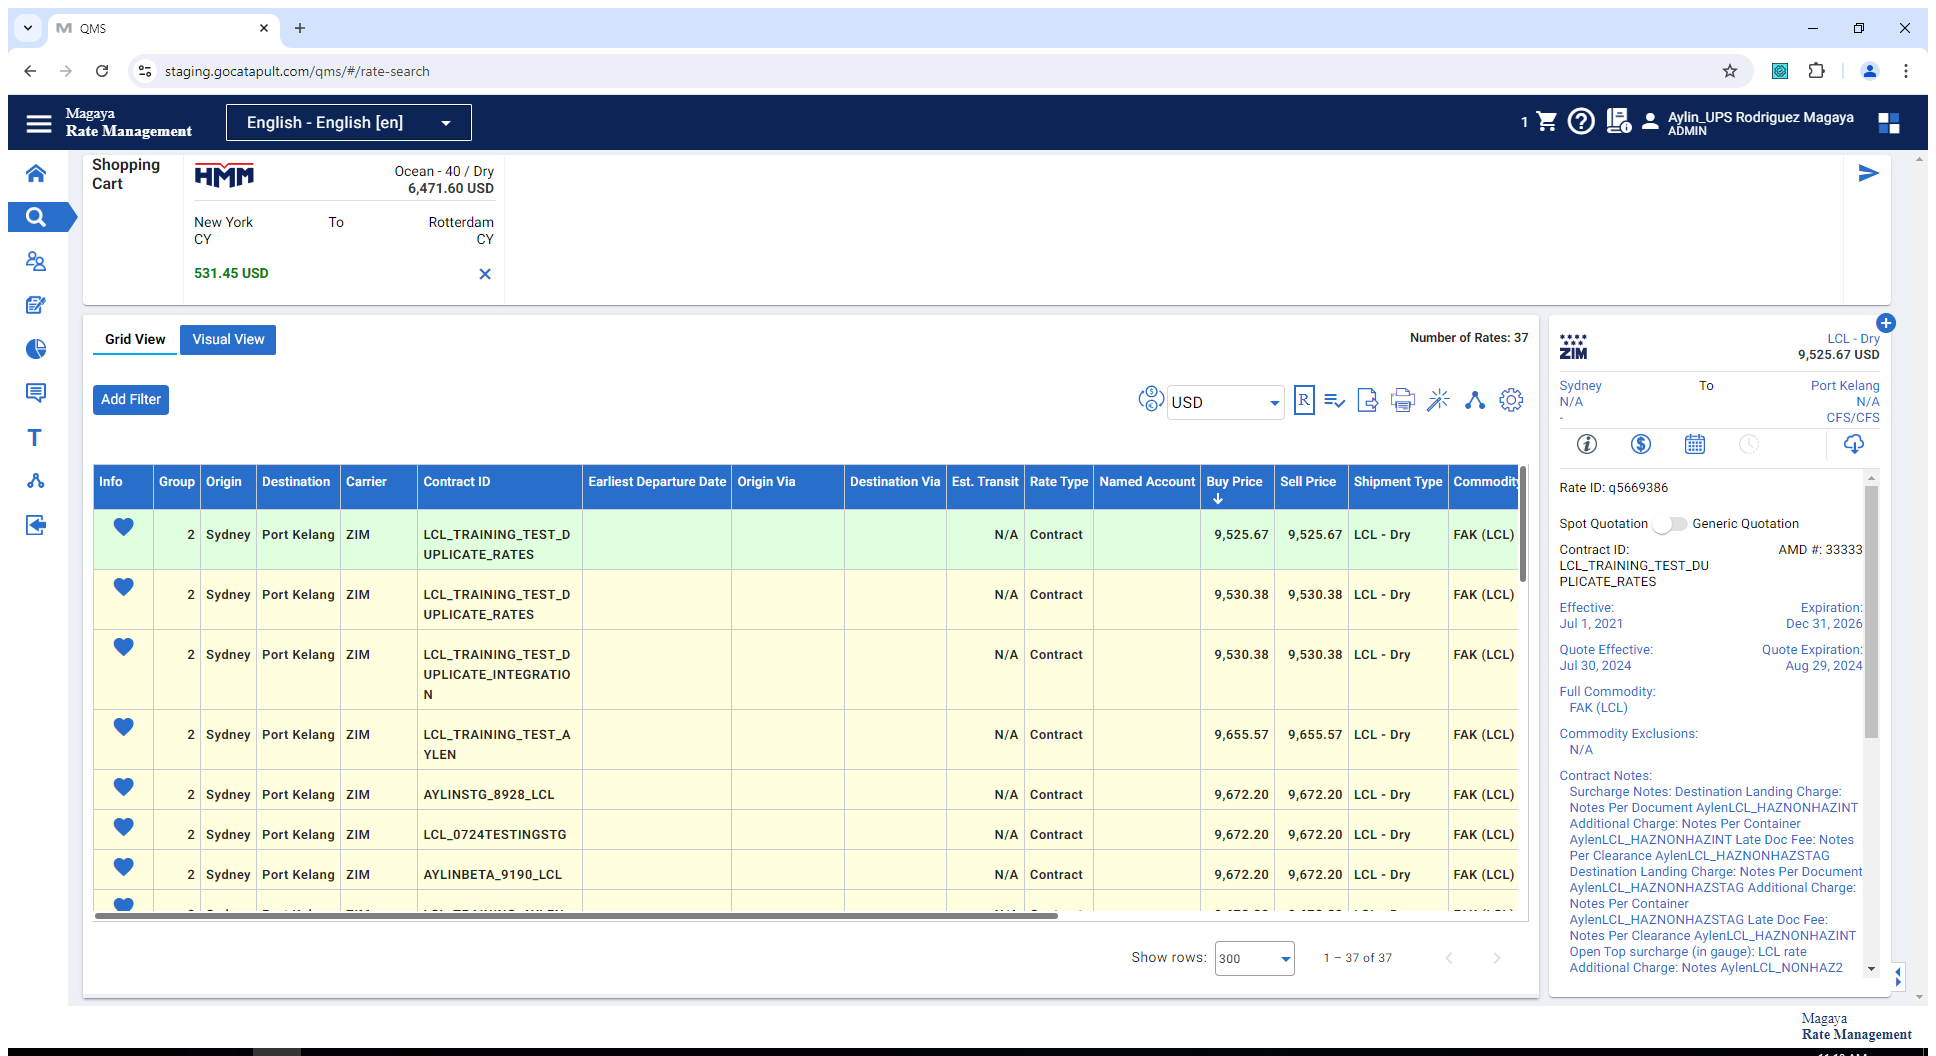 QMS
staging.gocatapult.com/qms/#/rate-search
Magaya
Rate Management
English - English [en]
1
Aylin_UPS Rodriguez Magaya
ADMIN
Shopping
Cart
HMM
Ocean - 40 / Dry
6,471.60 USD
New York To Rotterdam
CY CY
531.45 USD
Grid View Visual View
Number of Rates: 37
Add Filter
USD
R
Info Group Origin Destination Carrier Contract ID Earliest Departure Date Origin Via Destination Via Est. Transit Rate Type Named Account Buy Price Sell Price Shipment Type Commodity
2 Sydney Port Kelang ZIM LCL_TRAINING_TEST_D N/A Contract 9,525.67 9,525.67 LCL - Dry FAK (LCL)
UPLICATE_RATES
2 Sydney Port Kelang ZIM LCL_TRAINING_TEST_D N/A Contract 9,530.38 9,530.38 LCL - Dry FAK (LCL)
UPLICATE_RATES
2 Sydney Port Kelang ZIM LCL_TRAINING_TEST_D N/A Contract 9,530.38 9,530.38 LCL - Dry FAK (LCL)
UPLICATE_INTEGRATIO
N
2 Sydney Port Kelang ZIM LCL_TRAINING_TEST_A N/A Contract 9,655.57 9,655.57 LCL - Dry FAK (LCL)
YLEN
2 Sydney Port Kelang ZIM AYLINSTG_8928_LCL N/A Contract 9,672.20 9,672.20 LCL - Dry FAK (LCL)
2 Sydney Port Kelang ZIM LCL_0724TESTINGSTG N/A Contract 9,672.20 9,672.20 LCL - Dry FAK (LCL)
2 Sydney Port Kelang ZIM AYLINBETA_9190_LCL N/A Contract 9,672.20 9,672.20 LCL - Dry FAK (LCL)
Show rows: 300 1 – 37 of 37
ZIM
LCL - Dry
9,525.67 USD
Sydney To Port Kelang
N/A N/A
- CFS/CFS
Rate ID: q5669386
Spot Quotation Generic Quotation
Contract ID: AMD #: 33333
LCL_TRAINING_TEST_DU
PLICATE_RATES
Effective: Expiration:
Jul 1, 2021 Dec 31, 2026
Quote Effective: Quote Expiration:
Jul 30, 2024 Aug 29, 2024
Full Commodity:
FAK (LCL)
Commodity Exclusions:
N/A
Contract Notes:
Surcharge Notes: Destination Landing Charge:
Notes Per Document AylenLCL_HAZNONHAZINT
Additional Charge: Notes Per Container
AylenLCL_HAZNONHAZINT Late Doc Fee: Notes
Per Clearance AylenLCL_HAZNONHAZSTAG
Destination Landing Charge: Notes Per Document
AylenLCL_HAZNONHAZSTAG Additional Charge:
Notes Per Container
AylenLCL_HAZNONHAZSTAG Late Doc Fee:
Notes Per Clearance AylenLCL_HAZNONHAZINT
Open Top surcharge (in gauge): LCL rate
Additional Charge: Notes AylenLCL_NONHAZ2
Magaya
Rate Management